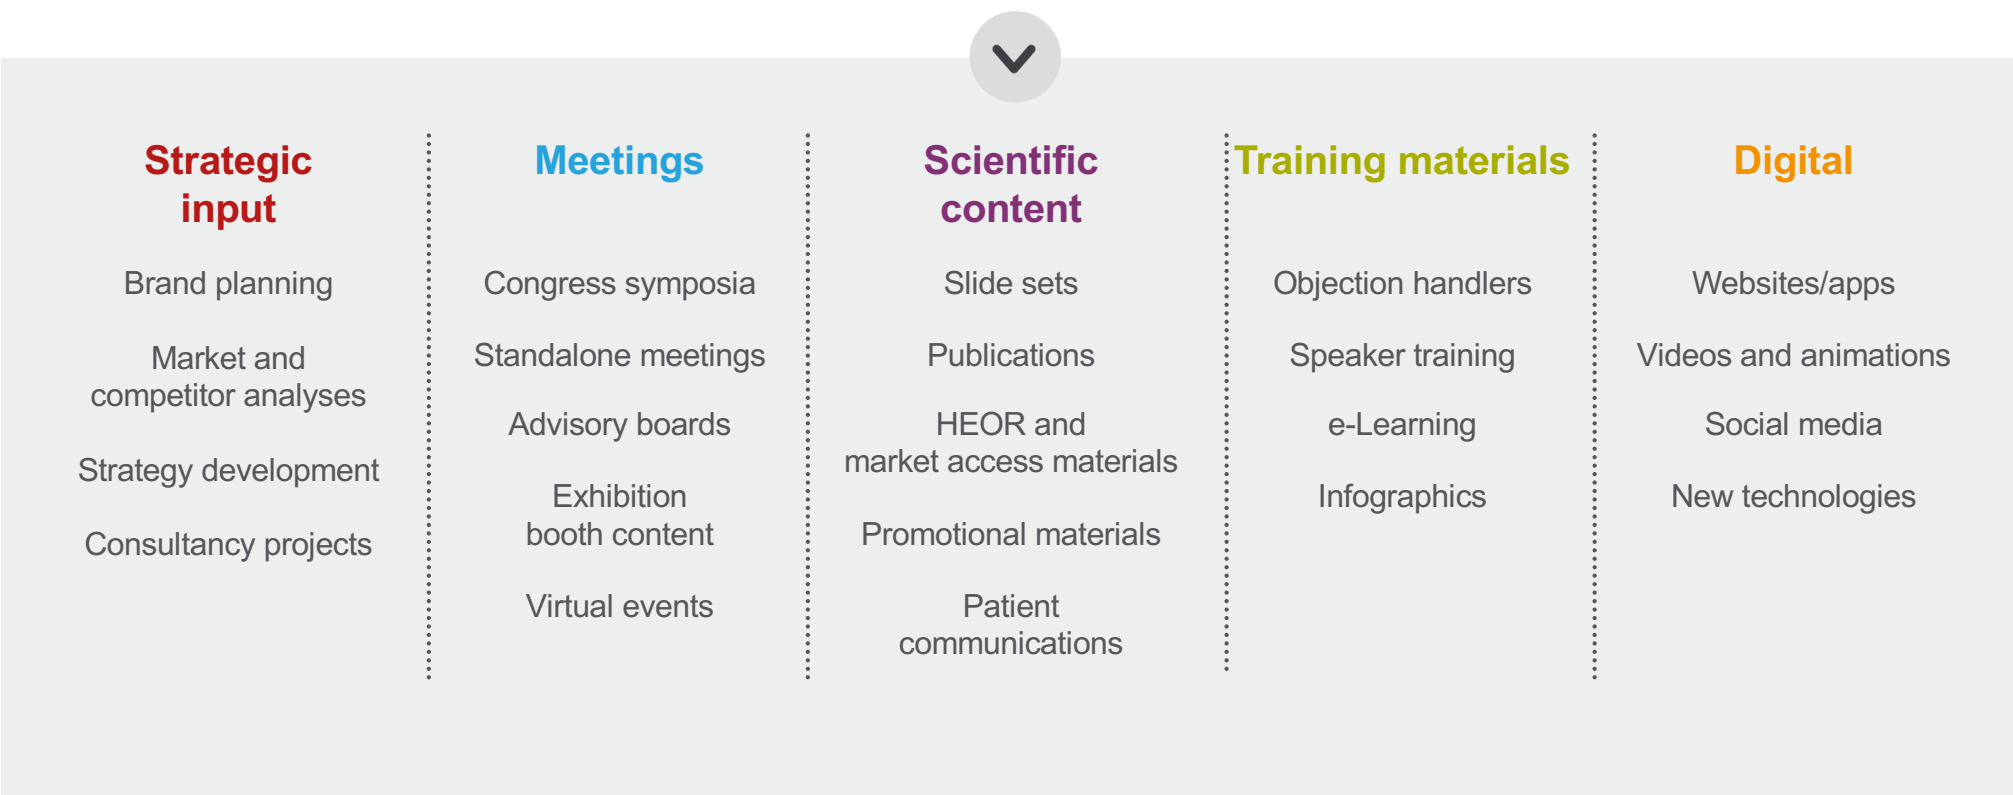 Strategic
input
Brand planning
Market and
competitor analyses
Strategy development
Consultancy projects
Meetings
Congress symposia
Standalone meetings
Advisory boards
Exhibition
booth content
Virtual events
Scientific
content
Slide sets
Publications
HEOR and
market access materials
Promotional materials
Patient
communications
Training materials
Objection handlers
Speaker training
e-Learning
Infographics
Digital
Websites/apps
Videos and animations
Social media
New technologies